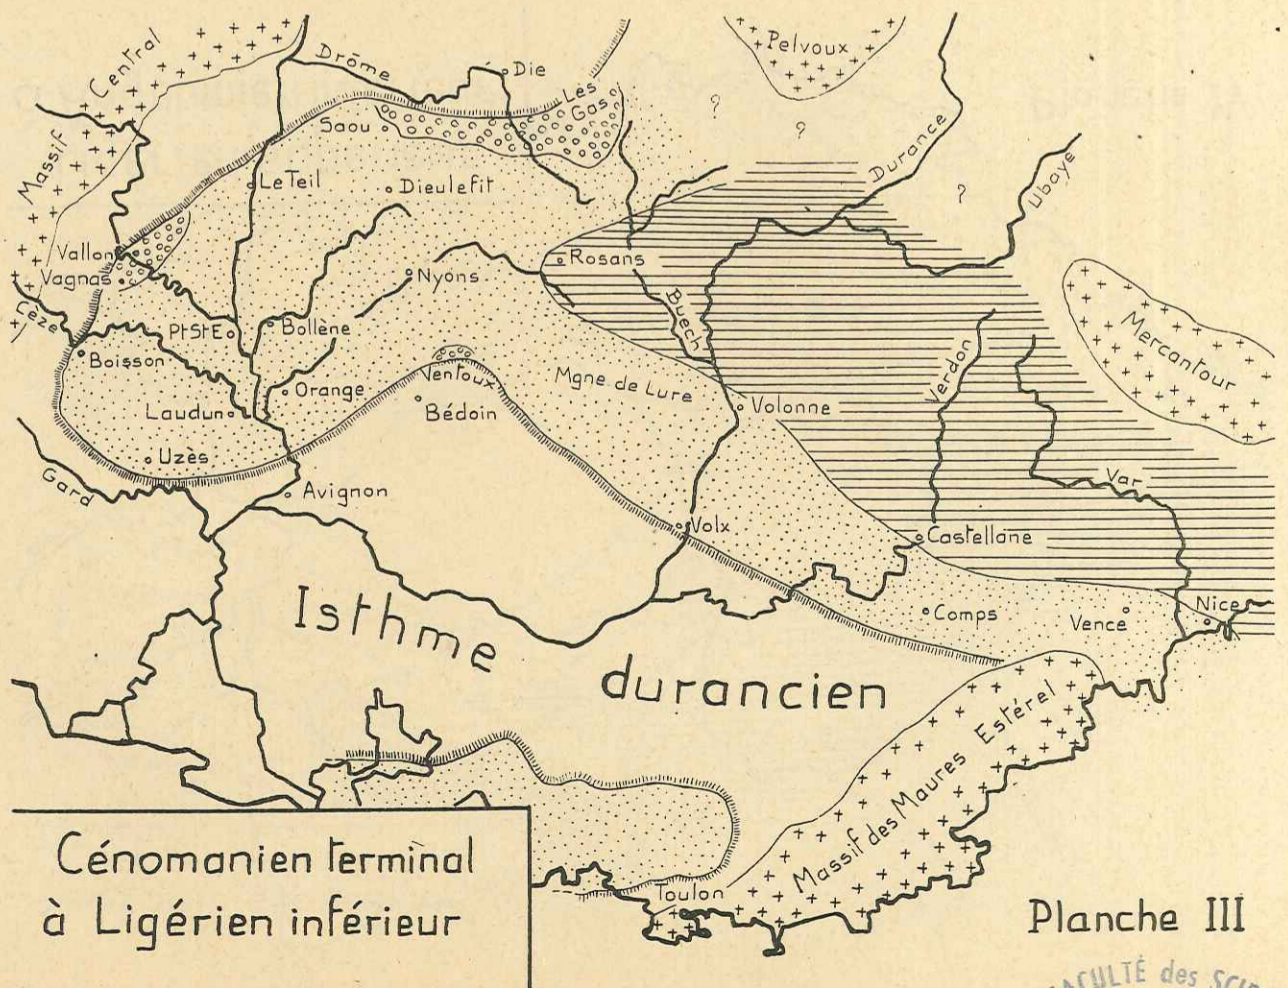 Massif Central
Drôme
Die
Pelvoux
Lès Gas
Saou
?
?
?
Durance
Ubaye
Le Teil
Dieulefit
Vallon
Vagnas
Rosans
Nyons
Cèze
Buech
Pt St E
Bollène
Boisson
Mercantour
Verdon
Ventoux
Mgne de Lure
Orange
Bédoin
Laudun
Volonne
Uzès
Gard
Avignon
Var
Volx
Castellane
Isthme durancien
Comps
Vence
Nice
Massif des Maures Estérel
Toulon
Cénomanien terminal
à Ligérien inférieur
Planche III